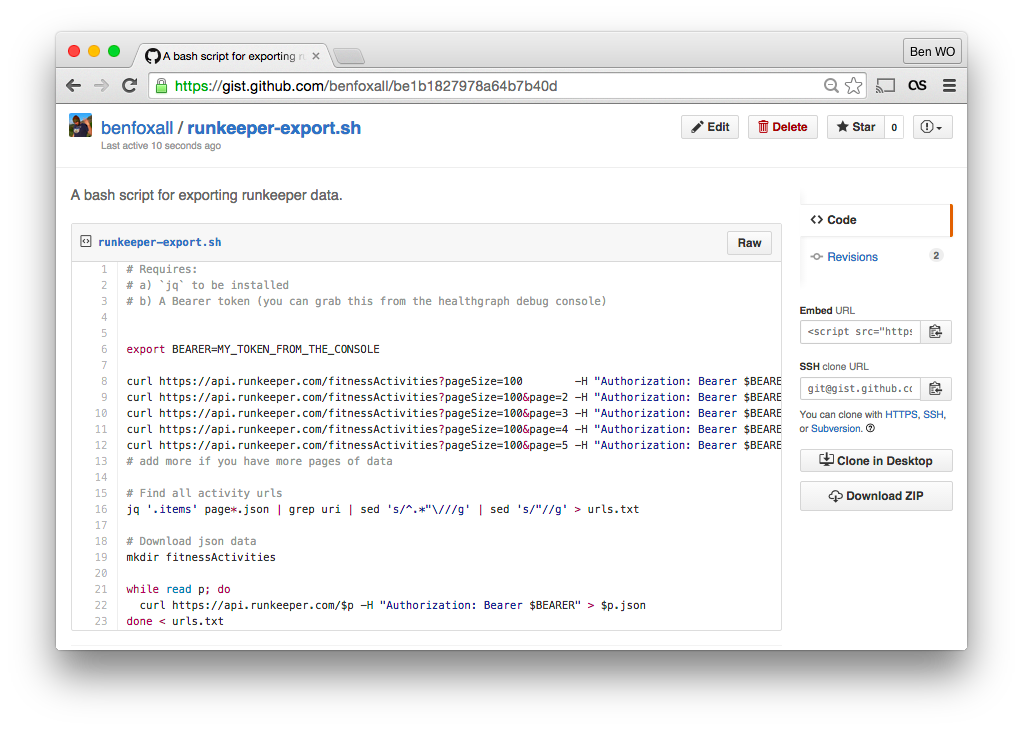 A bash script for exporting r
Ben WO
https://gist.github.com/benfoxall/be1b1827978a64b7b40d
benfoxall / runkeeper-export.sh
Last active 10 seconds ago
Edit
Delete
Star
0
A bash script for exporting runkeeper data.
runkeeper-export.sh
Raw
1 # Requires:
2 # a) `jq` to be installed
3 # b) A Bearer token (you can grab this from the healthgraph debug console)
4
5
6 export BEARER=MY_TOKEN_FROM_THE_CONSOLE
7
8 curl https://api.runkeeper.com/fitnessActivities?pageSize=100        -H "Authorization: Bearer $BEARE
9 curl https://api.runkeeper.com/fitnessActivities?pageSize=100&page=2 -H "Authorization: Bearer $BEARE
10 curl https://api.runkeeper.com/fitnessActivities?pageSize=100&page=3 -H "Authorization: Bearer $BEARE
11 curl https://api.runkeeper.com/fitnessActivities?pageSize=100&page=4 -H "Authorization: Bearer $BEARE
12 curl https://api.runkeeper.com/fitnessActivities?pageSize=100&page=5 -H "Authorization: Bearer $BEARE
13 # add more if you have more pages of data
14
15 # Find all activity urls
16 jq '.items' page*.json | grep uri | sed 's/^.*"\///g' | sed 's/"//g' > urls.txt
17
18 # Download json data
19 mkdir fitnessActivities
20
21 while read p; do
22   curl https://api.runkeeper.com/$p -H "Authorization: Bearer $BEARER" > $p.json
23 done < urls.txt
<> Code
Revisions
2
Embed URL
<script src="https
SSH clone URL
git@gist.github.co
You can clone with HTTPS, SSH,
or Subversion.
Clone in Desktop
Download ZIP